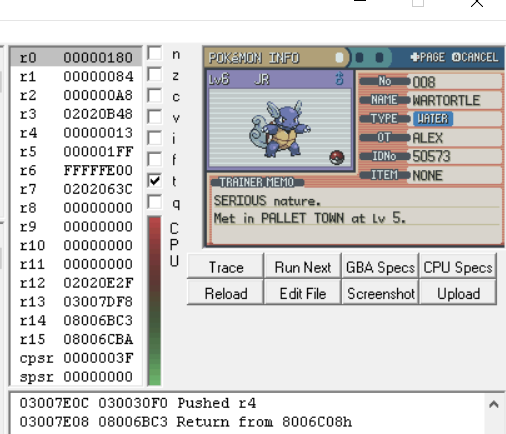 r0 00000180
r1 00000084
r2 000000A8
r3 02020B48
r4 00000013
r5 000001FF
r6 FFFFFE00
r7 0202063C
r8 00000000
r9 00000000
r10 00000000
r11 00000000
r12 02020E2F
r13 03007DF8
r14 08006BC3
r15 08006CBA
cpsr 0000003F
spsr 00000000
n
z
c
v
i
f
t
q
CPU
POKéMON INFO PAGE CANCEL
Lv6 JR ♂
No 008
NAME WARTORTLE
TYPE WATER
OT ALEX
IDNo 50573
ITEM NONE
TRAINER MEMO
SERIOUS nature.
Met in PALLET TOWN at Lv 5.
Trace Run Next GBA Specs CPU Specs
Reload Edit File Screenshot Upload
03007E0C 030030F0 Pushed r4
03007E08 08006BC3 Return from 8006C08h